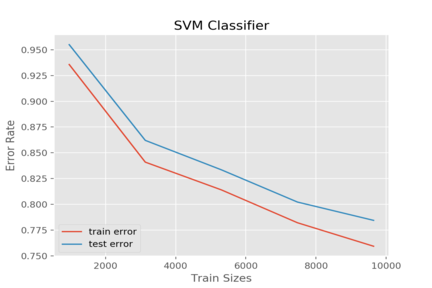 SVM Classifier
0.950
0.925
0.900
0.875
0.850
0.825
0.800
0.775
0.750
Error Rate
train error
test error
2000 4000 6000 8000 10000
Train Sizes